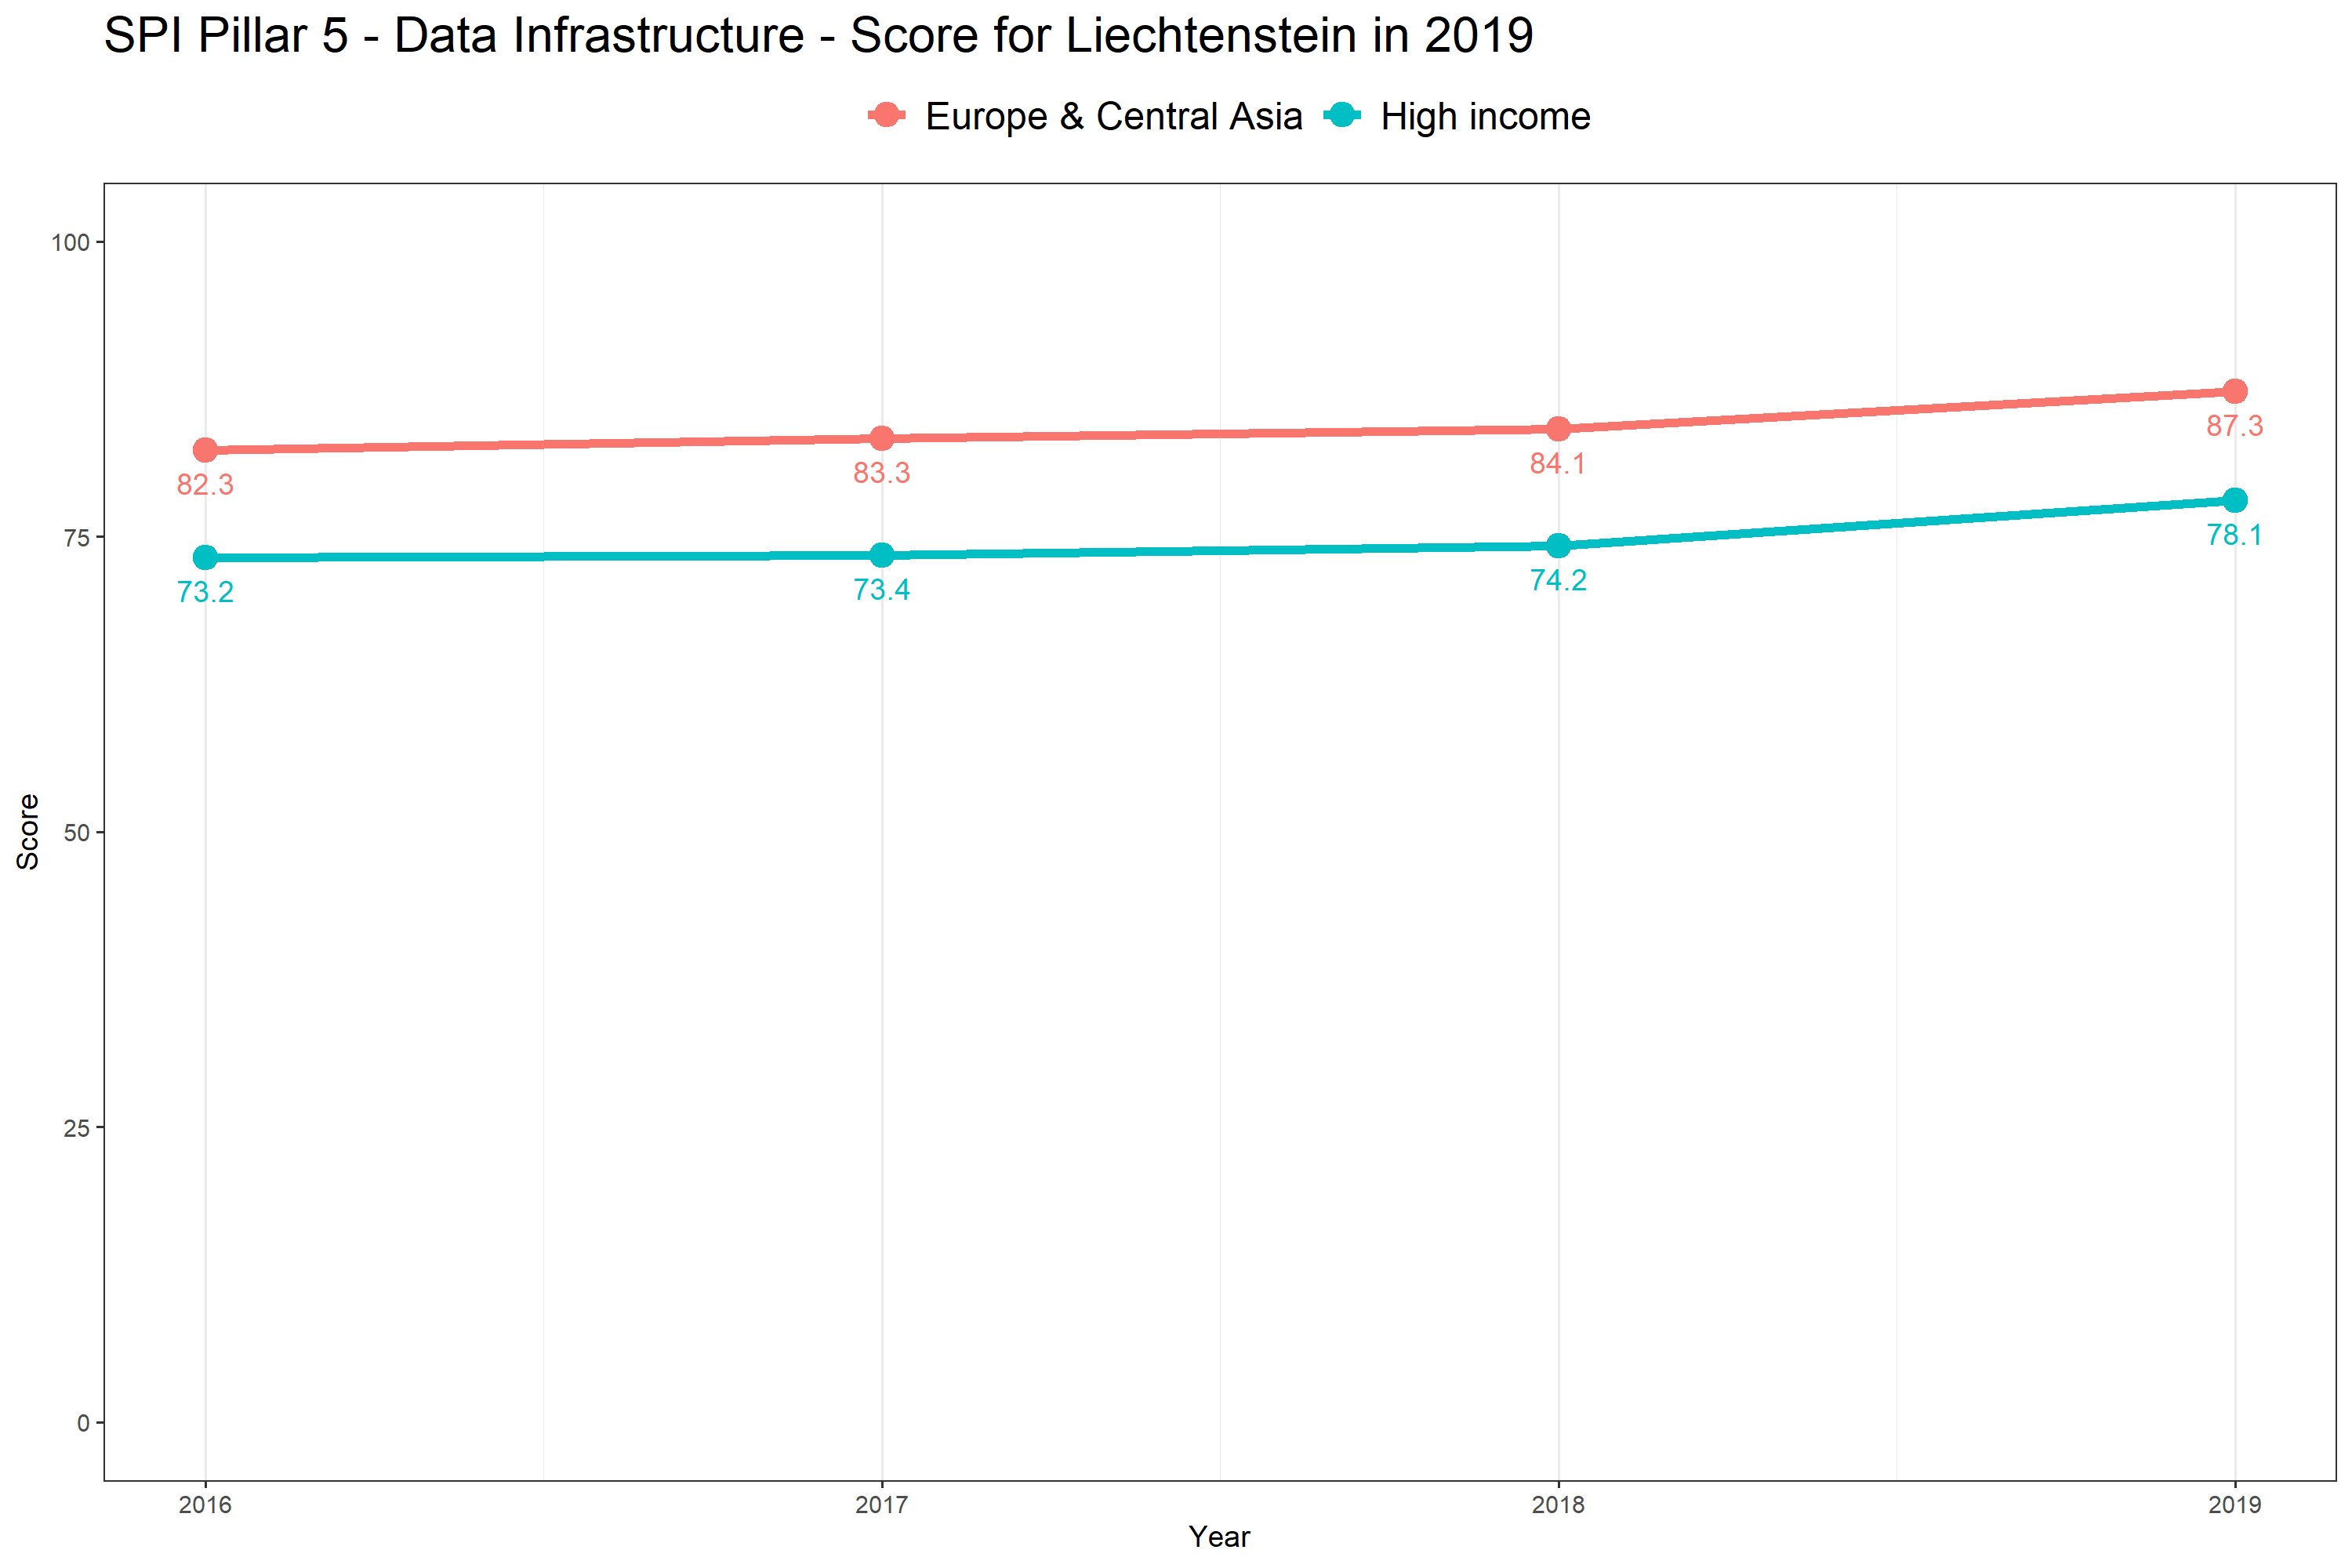 SPI Pillar 5 - Data Infrastructure - Score for Liechtenstein in 2019
Europe & Central Asia High income
100
75
50
25
0
Score
82.3
83.3
84.1
87.3
73.2
73.4
74.2
78.1
2016 2017 2018 2019
Year